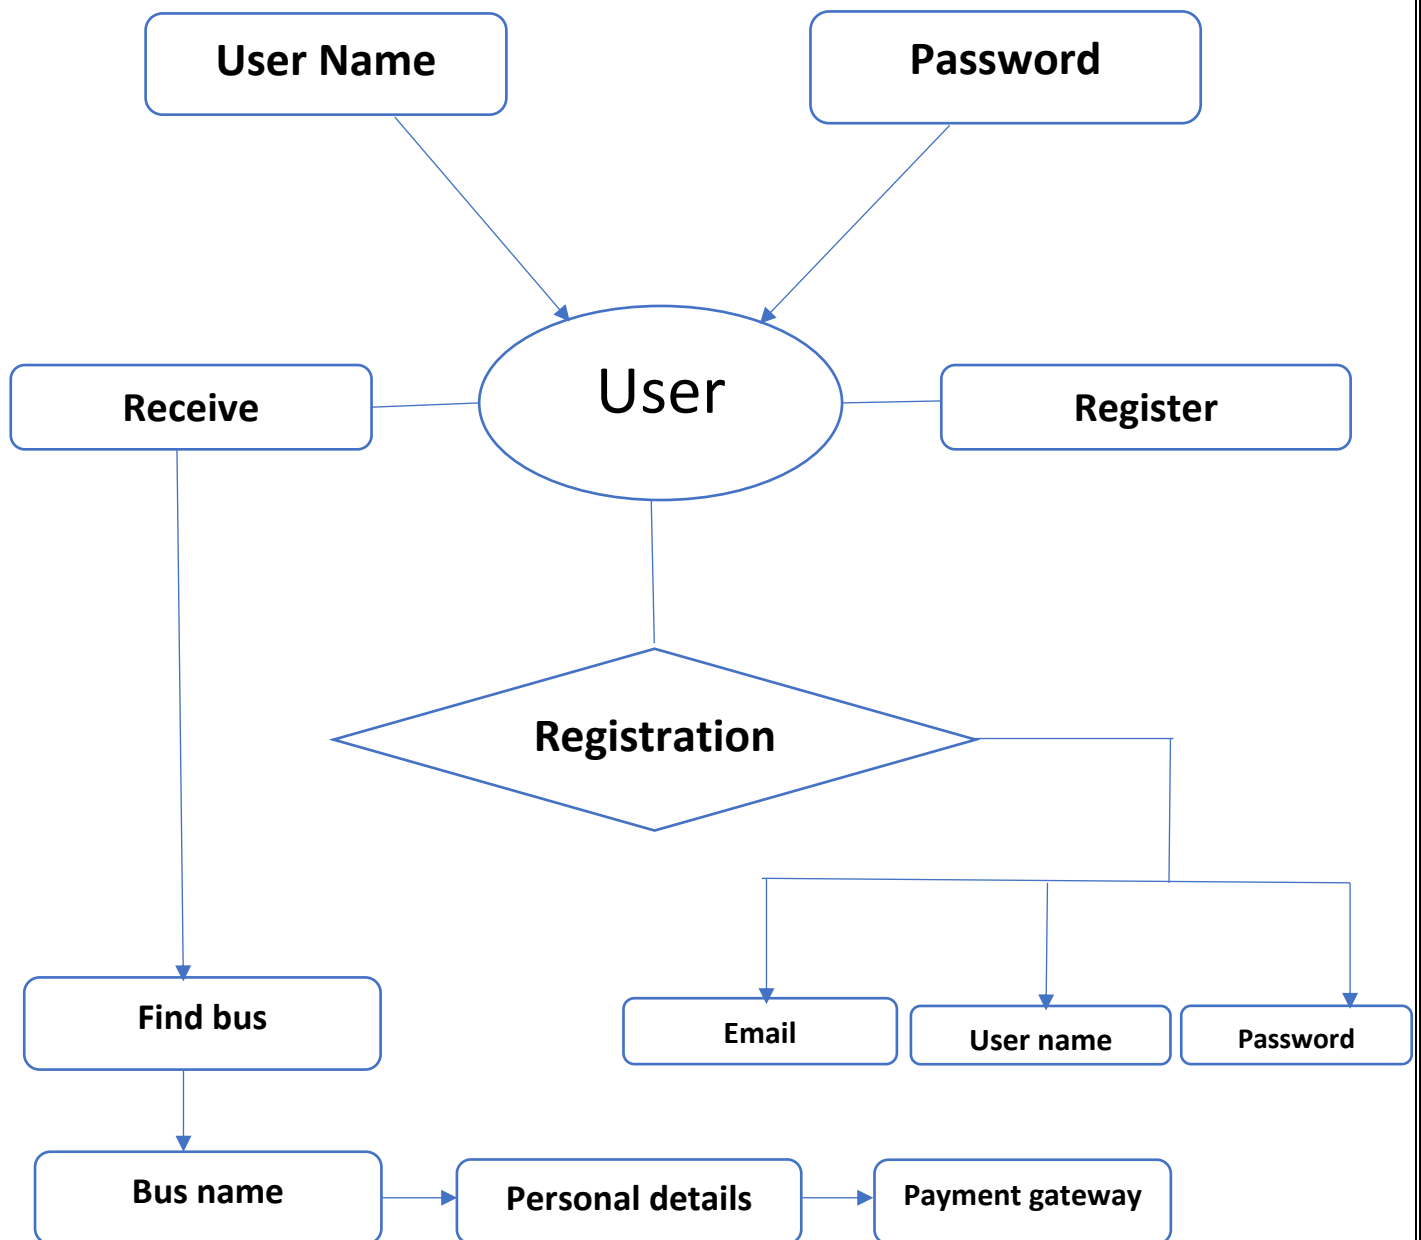 User Name
Password
User
Receive
Register
Registration
Find bus
Email
User name
Password
Bus name
Personal details
Payment gateway